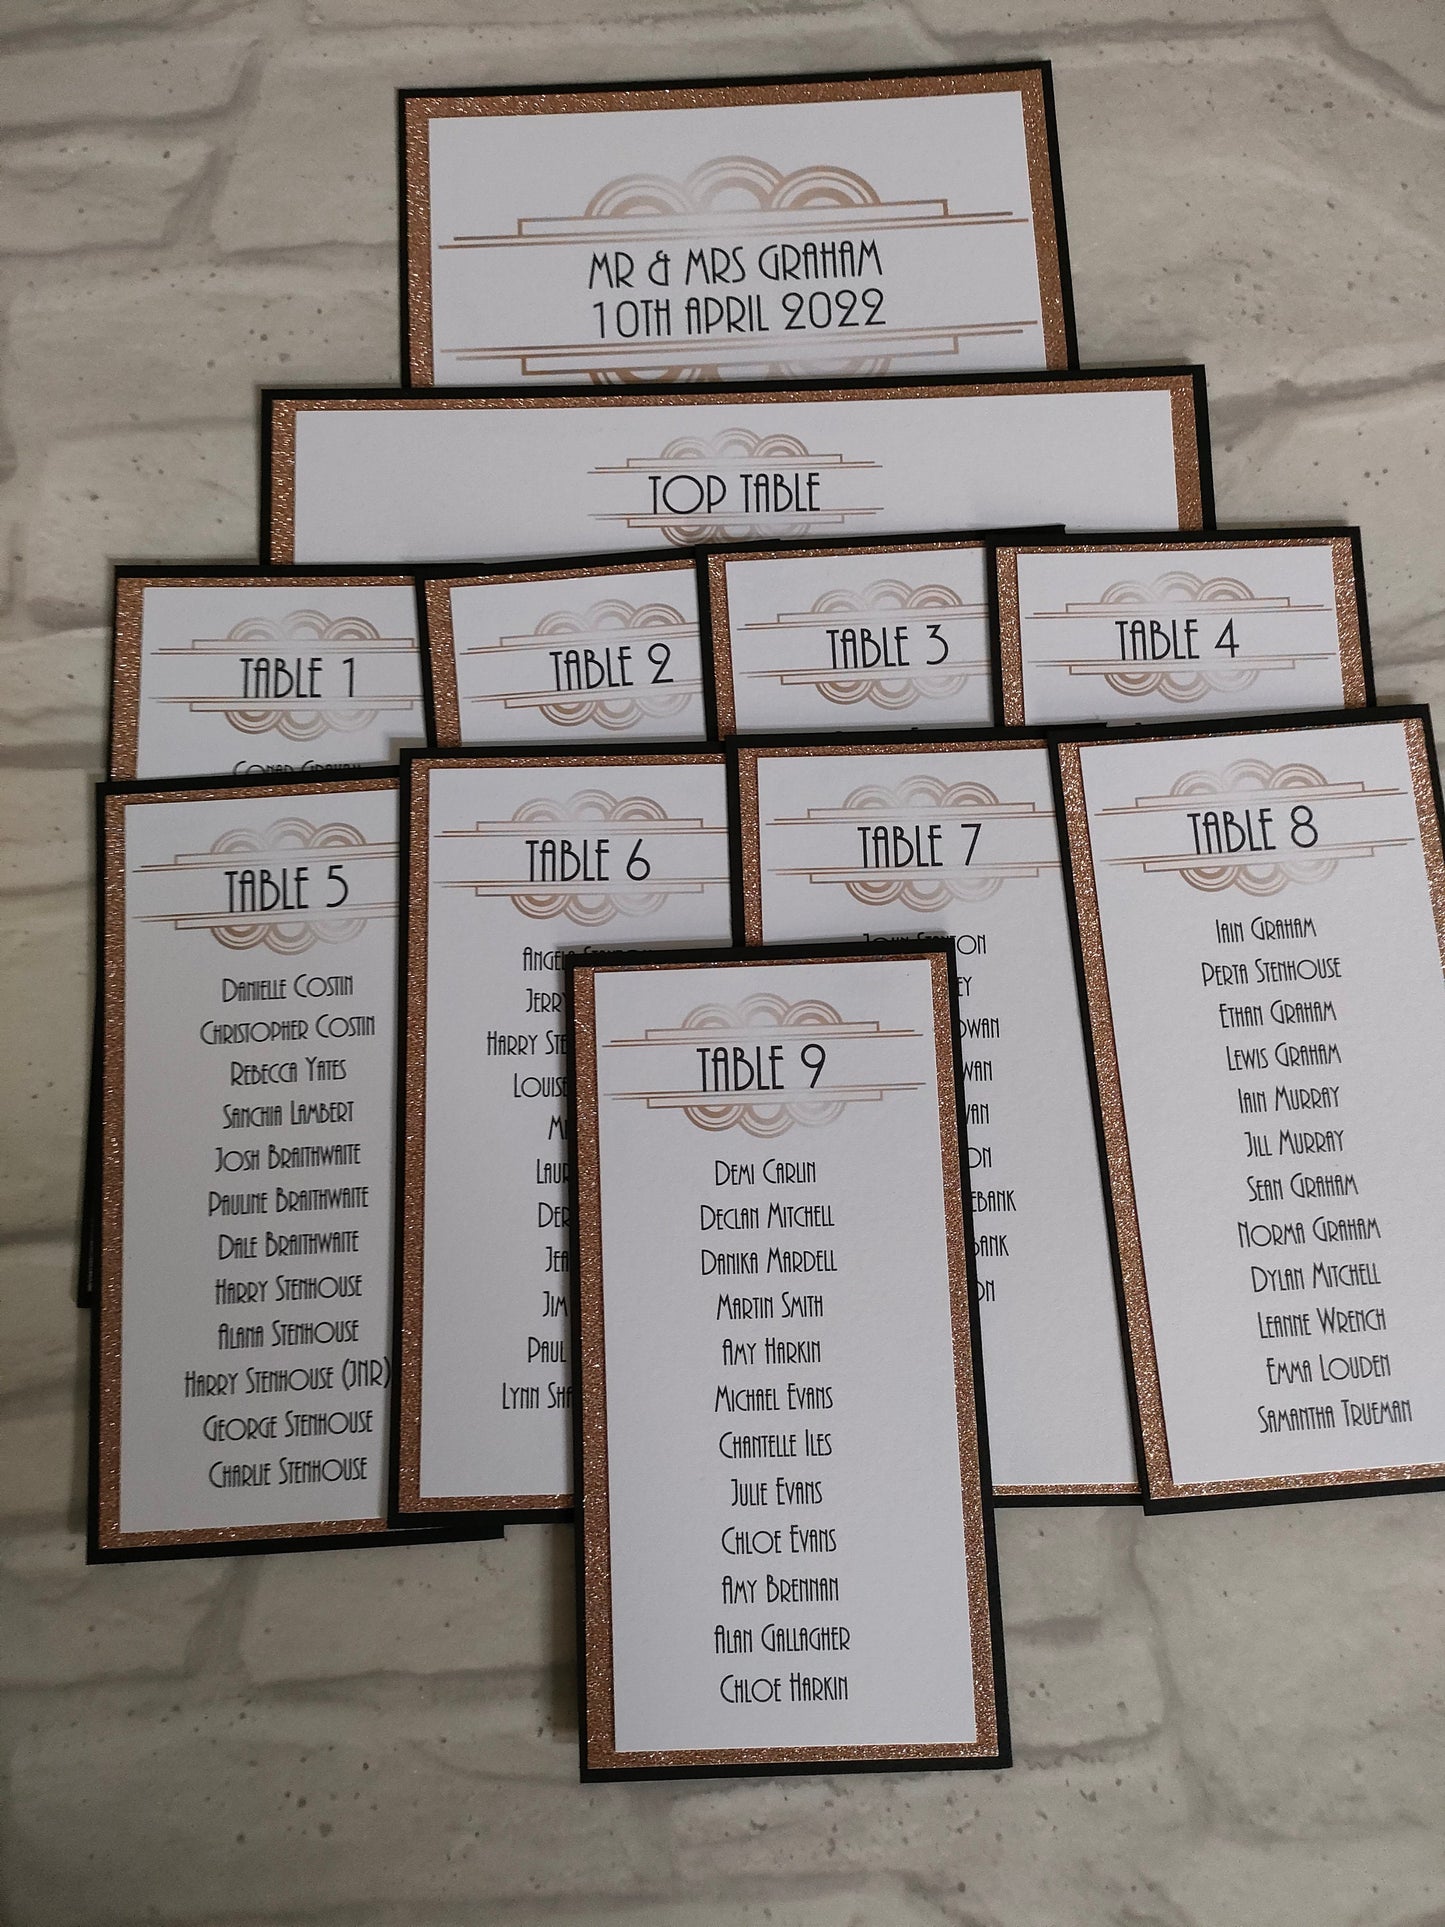 MR & MRS GRAHAM
10TH APRIL 2022
TOP TABLE
TABLE 1
TABLE 2
TABLE 3
TABLE 4
TABLE 5
Danielle Costin
Christopher Costin
Rebecca Yates
Sanchia Lambert
Josh Braithwaite
Pauline Braithwaite
Dale Braithwaite
Harry Stenhouse
Alana Stenhouse
Harry Stenhouse (JNR)
George Stenhouse
Charlie Stenhouse
TABLE 6
Jerry
Harry
Louise
Jim
Paul
Lynn
TABLE 7
TABLE 8
Iain Graham
Perta Stenhouse
Ethan Graham
Lewis Graham
Iain Murray
Jill Murray
Sean Graham
Norma Graham
Dylan Mitchell
Leanne Wrench
Emma Louden
Samantha Trueman
TABLE 9
Demi Carlin
Declan Mitchell
Danika Mardell
Martin Smith
Amy Harkin
Michael Evans
Chantelle Iles
Julie Evans
Chloe Evans
Amy Brennan
Alan Gallagher
Chloe Harkin